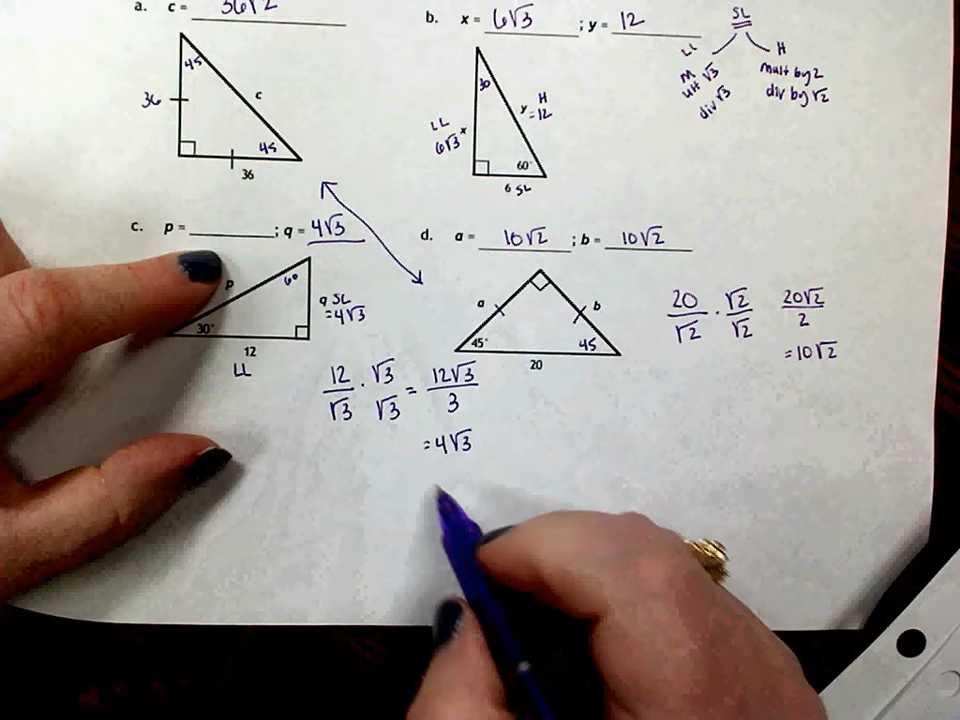 a. c = 36√2
45
36
c
45
36
b. x = 6√3 ; y = 12
30
y H
= 12
LL
6√3 x
60°
6 SL
SL
LL H
mult √3 mult by 2
div √3 div by √2
c. p = ; q = 4√3
p
60
q SL
= 4√3
30°
12
LL
12/√3 · √3/√3 = 12√3/3
= 4√3
d. a = 10√2 ; b = 10√2
a b
45° 45
20
20/√2 · √2/√2 20√2/2
= 10√2